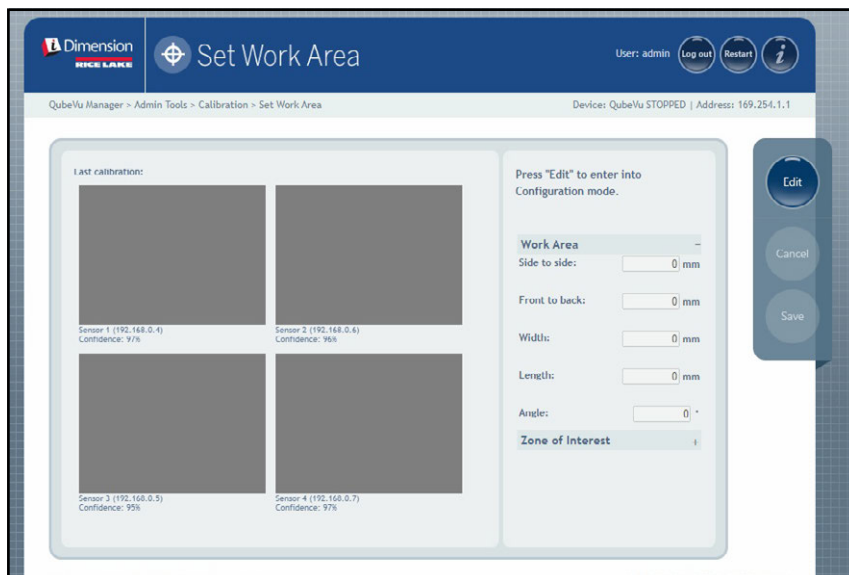 iDimension
RICE LAKE
Set Work Area
User: admin
Log out
Restart
i
QubeVu Manager > Admin Tools > Calibration > Set Work Area
Device: QubeVu STOPPED | Address: 169.254.1.1
Last calibration:
Sensor 1 (192.168.0.4)
Confidence: 97%
Sensor 2 (192.168.0.6)
Confidence: 96%
Sensor 3 (192.168.0.5)
Confidence: 95%
Sensor 4 (192.168.0.7)
Confidence: 97%
Press "Edit" to enter into
Configuration mode.
Work Area −
Side to side: 0 mm
Front to back: 0 mm
Width: 0 mm
Length: 0 mm
Angle: 0 °
Zone of Interest +
Edit
Cancel
Save